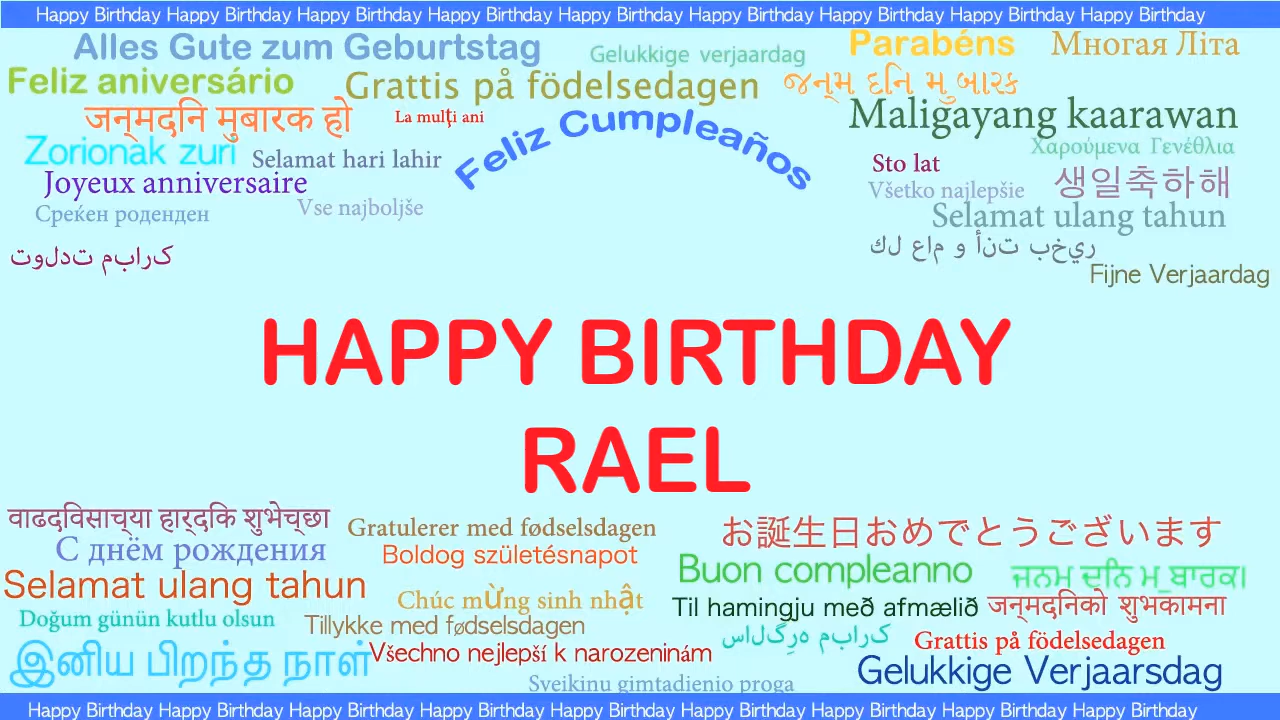 Happy Birthday Happy Birthday Happy Birthday Happy Birthday Happy Birthday Happy Birthday Happy Birthday Happy Birthday Happy Birthday
Alles Gute zum Geburtstag
Gelukkige verjaardag
Parabéns
Многая Літа
Feliz aniversário
Grattis på födelsedagen
જન્મ દિન મુબારક
जन्मदिन मुबारक हो
La mulţi ani
Feliz Cumpleaños
Maligayang kaarawan
Zorionak zuri
Selamat hari lahir
Χαρούμενα Γενέθλια
Sto lat
Joyeux anniversaire
Všetko najlepšie
생일축하해
Среќен роденден
Vse najboljše
Selamat ulang tahun
تولدت مبارک
كل عام و أنت بخير
Fijne Verjaardag
HAPPY BIRTHDAY
RAEL
वाढदिवसाच्या हार्दिक शुभेच्छा
Gratulerer med fødselsdagen
お誕生日おめでとうございます
С днём рождения
Boldog születésnapot
Buon compleanno
ਜਨਮ ਦਿਨ ਮੁਬਾਰਕ।
Selamat ulang tahun
Chúc mừng sinh nhật
Til hamingju með afmælið
जन्मदिनको शुभकामना
Doğum günün kutlu olsun
Tillykke med fødselsdagen
سالگرہ مبارک
Grattis på födelsedagen
இனிய பிறந்த நாள்
Všechno nejlepší k narozeninám
Gelukkige Verjaarsdag
Sveikinu gimtadienio proga
Happy Birthday Happy Birthday Happy Birthday Happy Birthday Happy Birthday Happy Birthday Happy Birthday Happy Birthday Happy Birthday